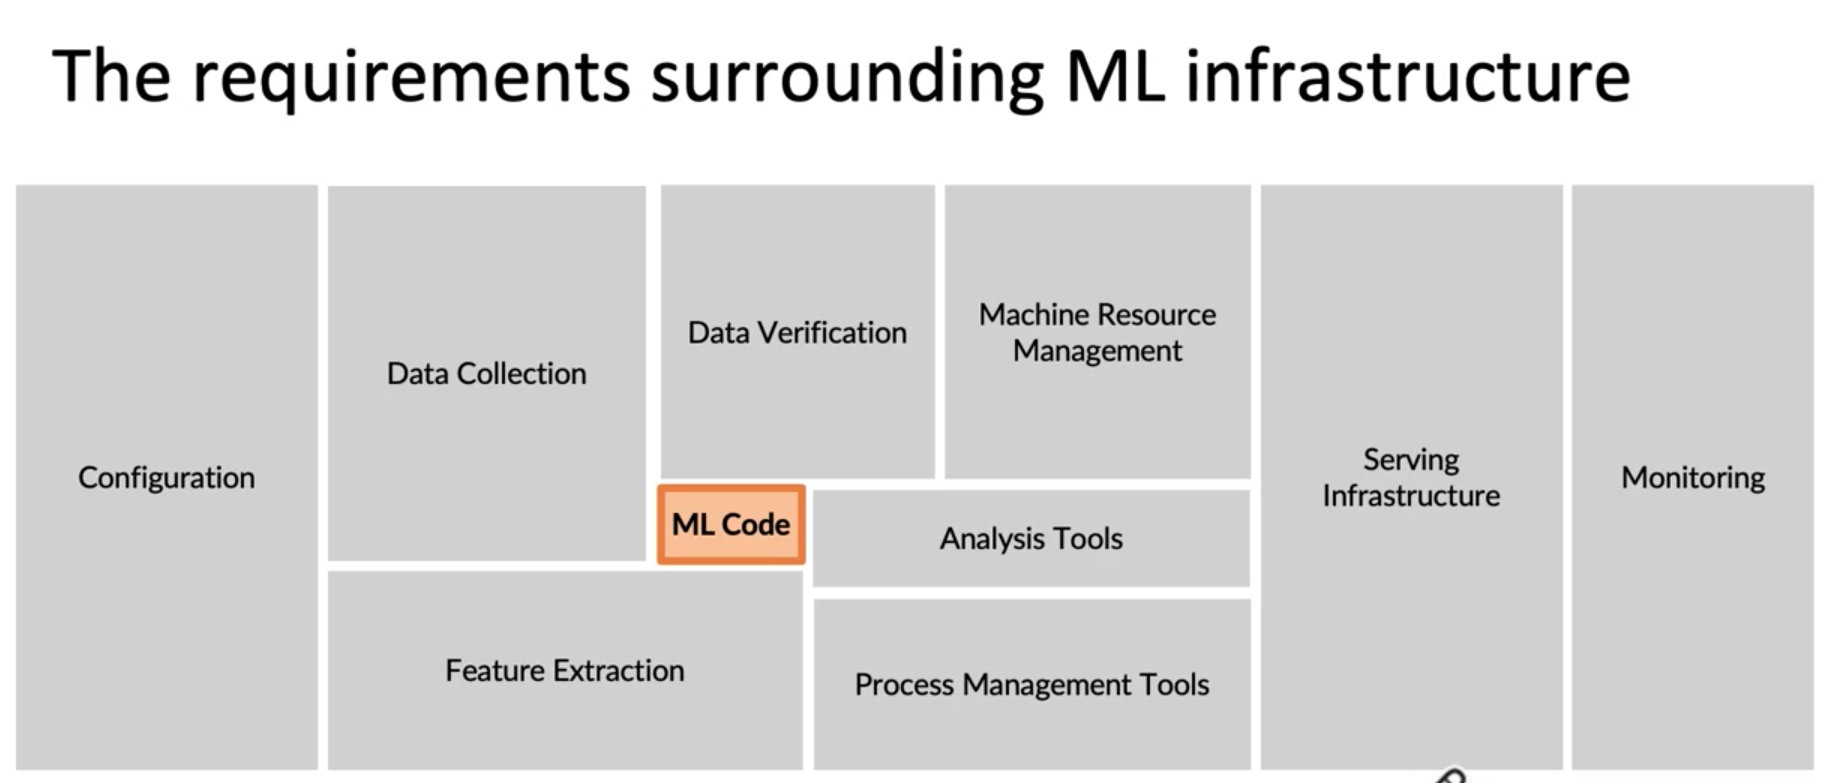 The requirements surrounding ML infrastructure
Configuration
Data Collection
Data Verification
Machine Resource
Management
ML Code
Analysis Tools
Feature Extraction
Process Management Tools
Serving
Infrastructure
Monitoring